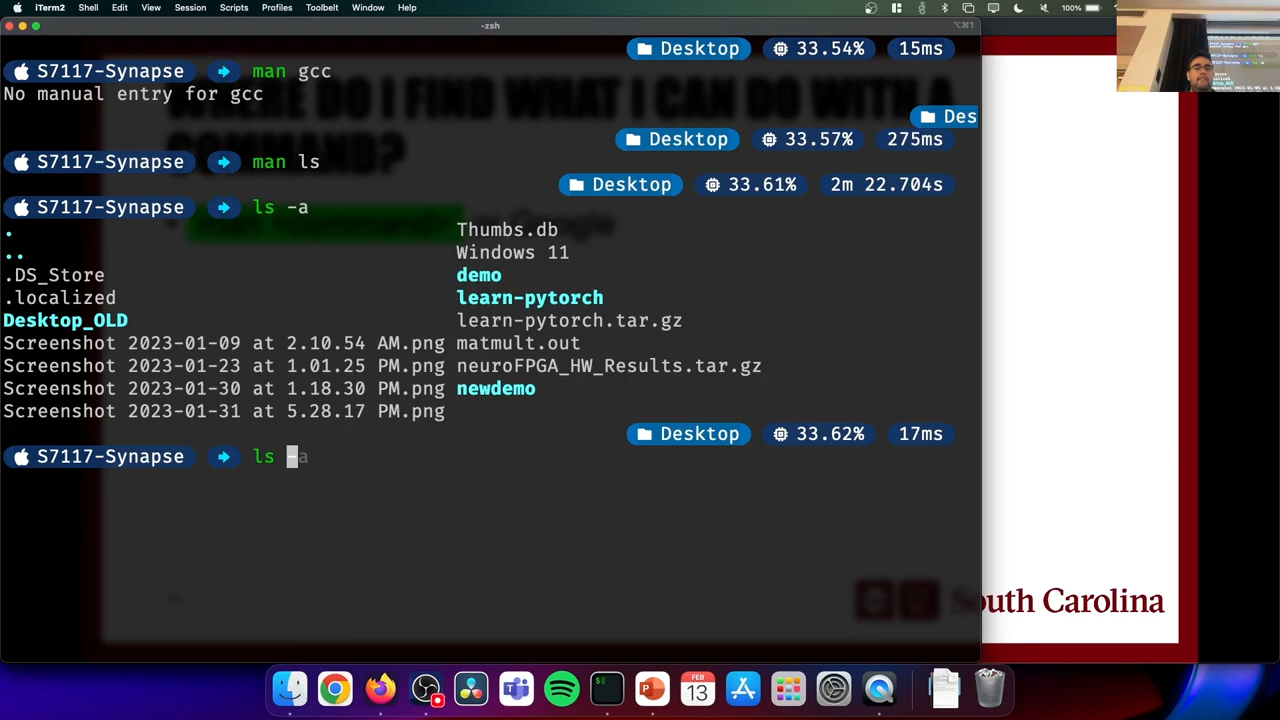 iTerm2 Shell Edit View Session Scripts Profiles Toolbelt Window Help 100%
-zsh ⌥⌘1
Desktop 33.54% 15ms
S7117-Synapse man gcc
No manual entry for gcc
Des
Desktop 33.57% 275ms
S7117-Synapse man ls
Desktop 33.61% 2m 22.704s
S7117-Synapse ls -a
. Thumbs.db
.. Windows 11
.DS_Store demo
.localized learn-pytorch
Desktop_OLD learn-pytorch.tar.gz
Screenshot 2023-01-09 at 2.10.54 AM.png matmult.out
Screenshot 2023-01-23 at 1.01.25 PM.png neuroFPGA_HW_Results.tar.gz
Screenshot 2023-01-30 at 1.18.30 PM.png newdemo
Screenshot 2023-01-31 at 5.28.17 PM.png
Desktop 33.62% 17ms
S7117-Synapse ls -a
South Carolina
FEB
13